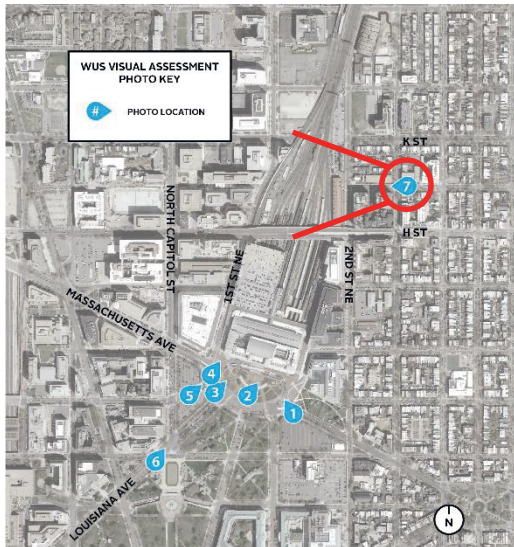 WUS VISUAL ASSESSMENT
PHOTO KEY
#
PHOTO LOCATION
K ST
7
NORTH CAPITOL ST
H ST
1ST ST NE
2ND ST NE
MASSACHUSETTS AVE
4
5
3
2
1
6
LOUISIANA AVE
N